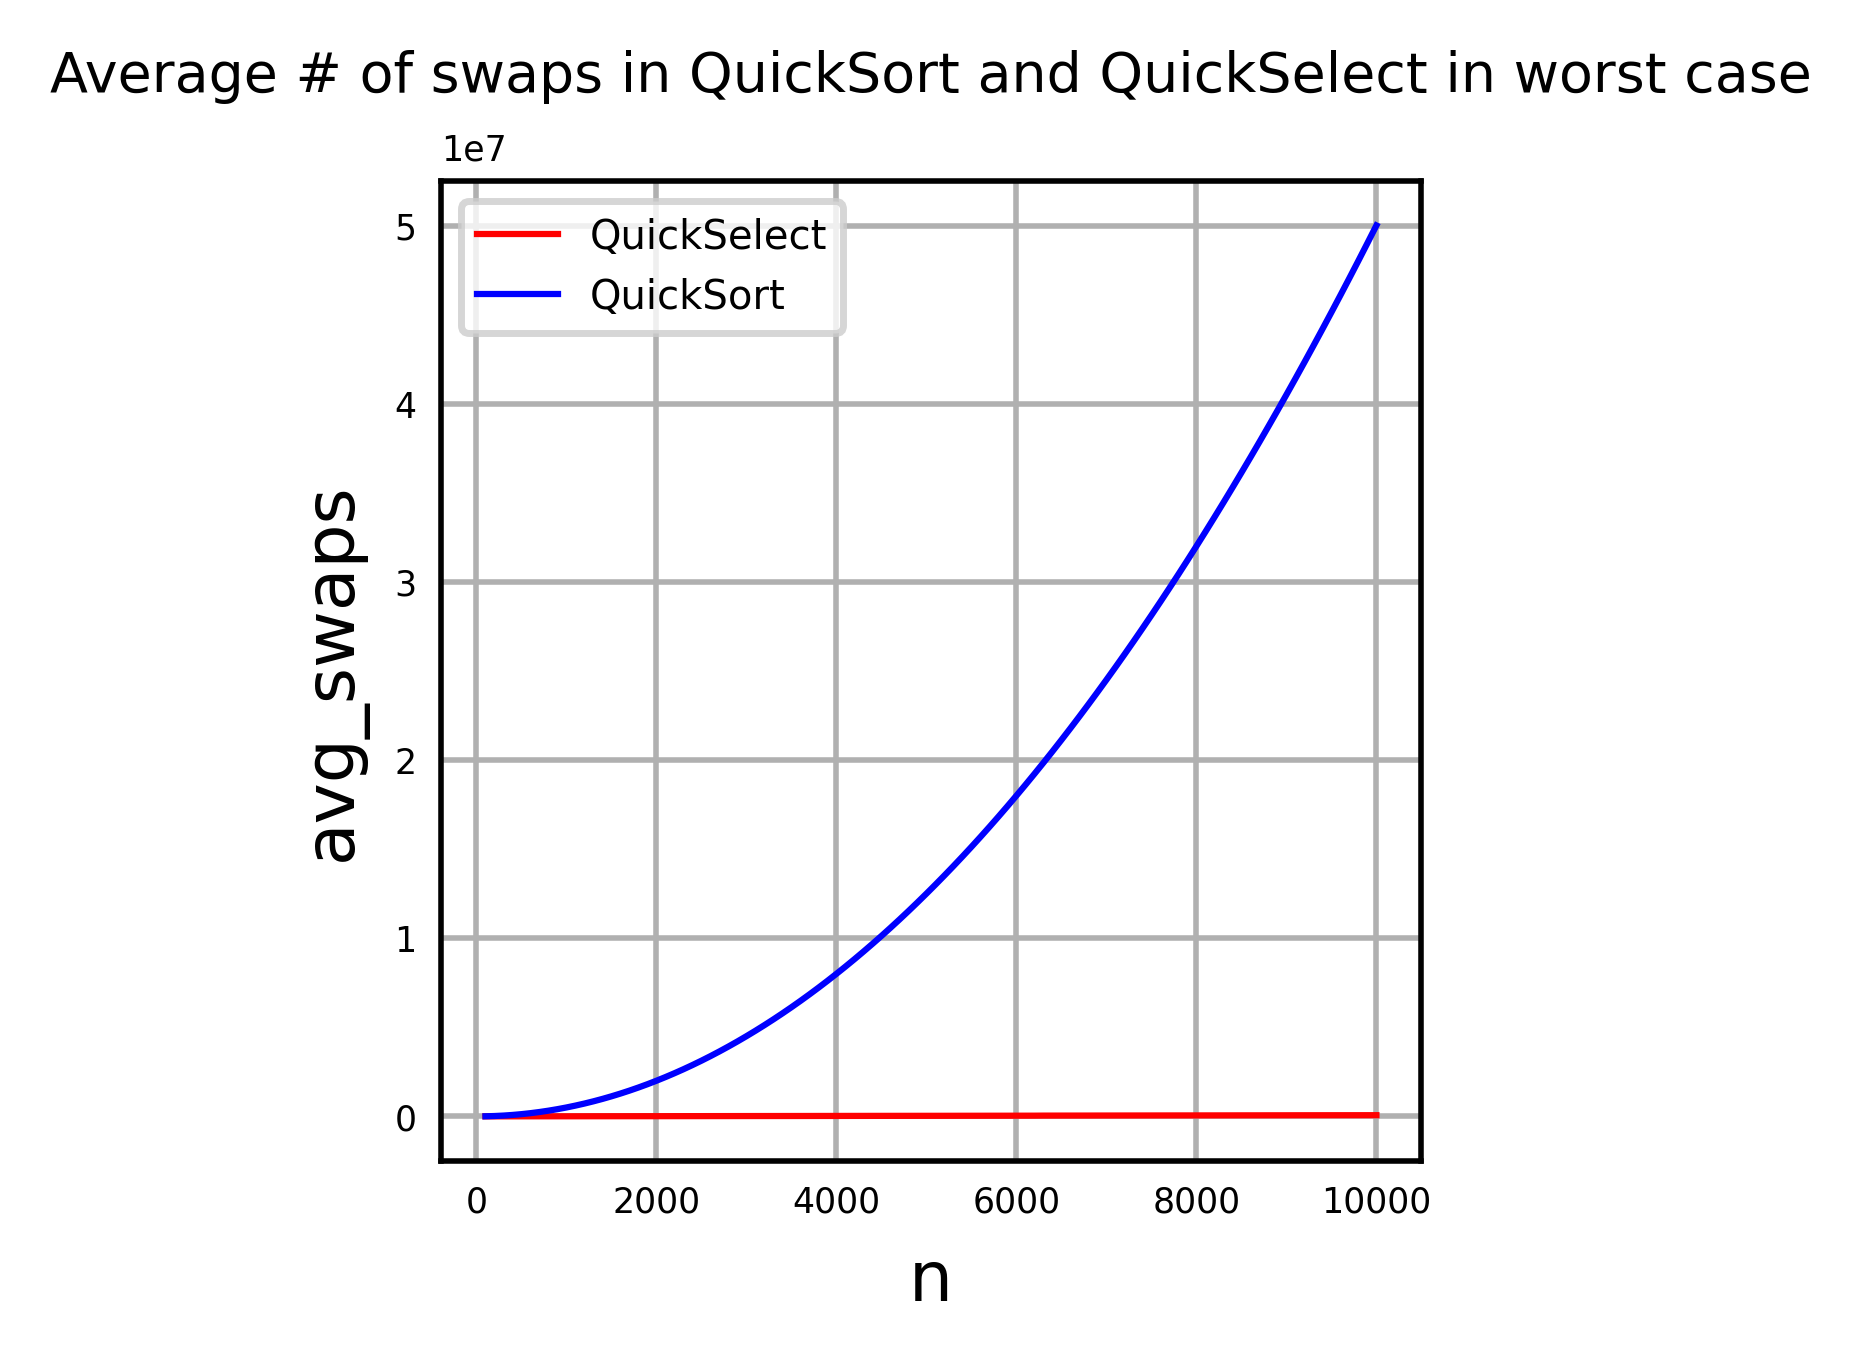 Average # of swaps in QuickSort and QuickSelect in worst case
1e7
QuickSelect
QuickSort
5
4
3
2
1
0
avg_swaps
0 2000 4000 6000 8000 10000
n